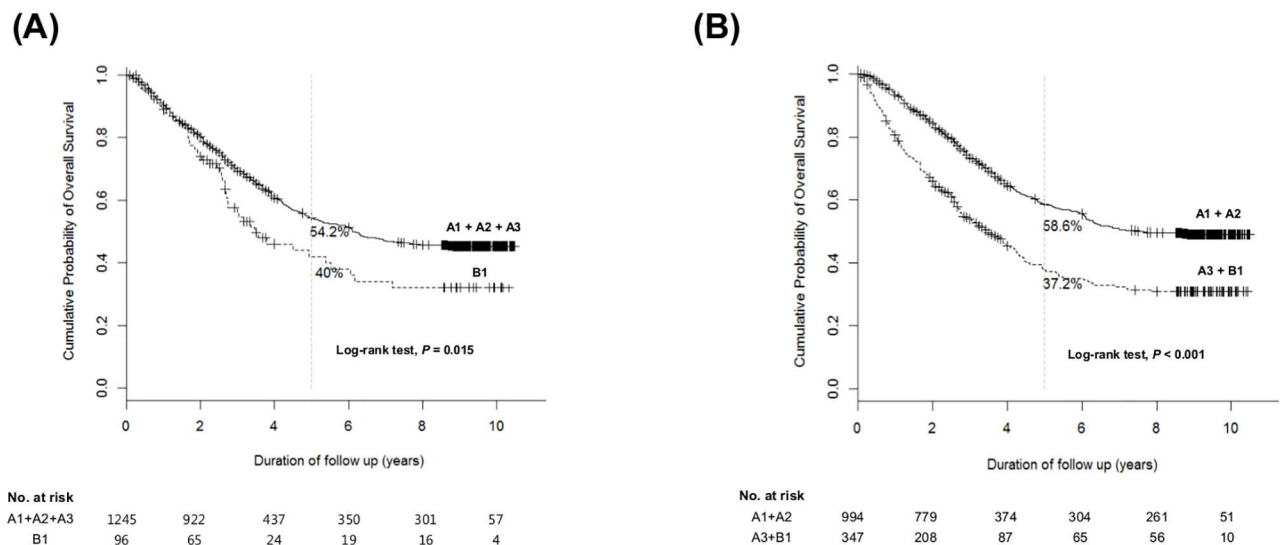 (A)
Cumulative Probability of Overall Survival
1.0
0.8
0.6
0.4
0.2
0.0
54.2%
40%
A1 + A2 + A3
B1
Log-rank test, P = 0.015
0 2 4 6 8 10
Duration of follow up (years)
No. at risk
A1+A2+A3 1245 922 437 350 301 57
B1 96 65 24 19 16 4
(B)
Cumulative Probability of Overall Survival
1.0
0.8
0.6
0.4
0.2
0.0
58.6%
37.2%
A1 + A2
A3 + B1
Log-rank test, P < 0.001
0 2 4 6 8 10
Duration of follow up (years)
No. at risk
A1+A2 994 779 374 304 261 51
A3+B1 347 208 87 65 56 10